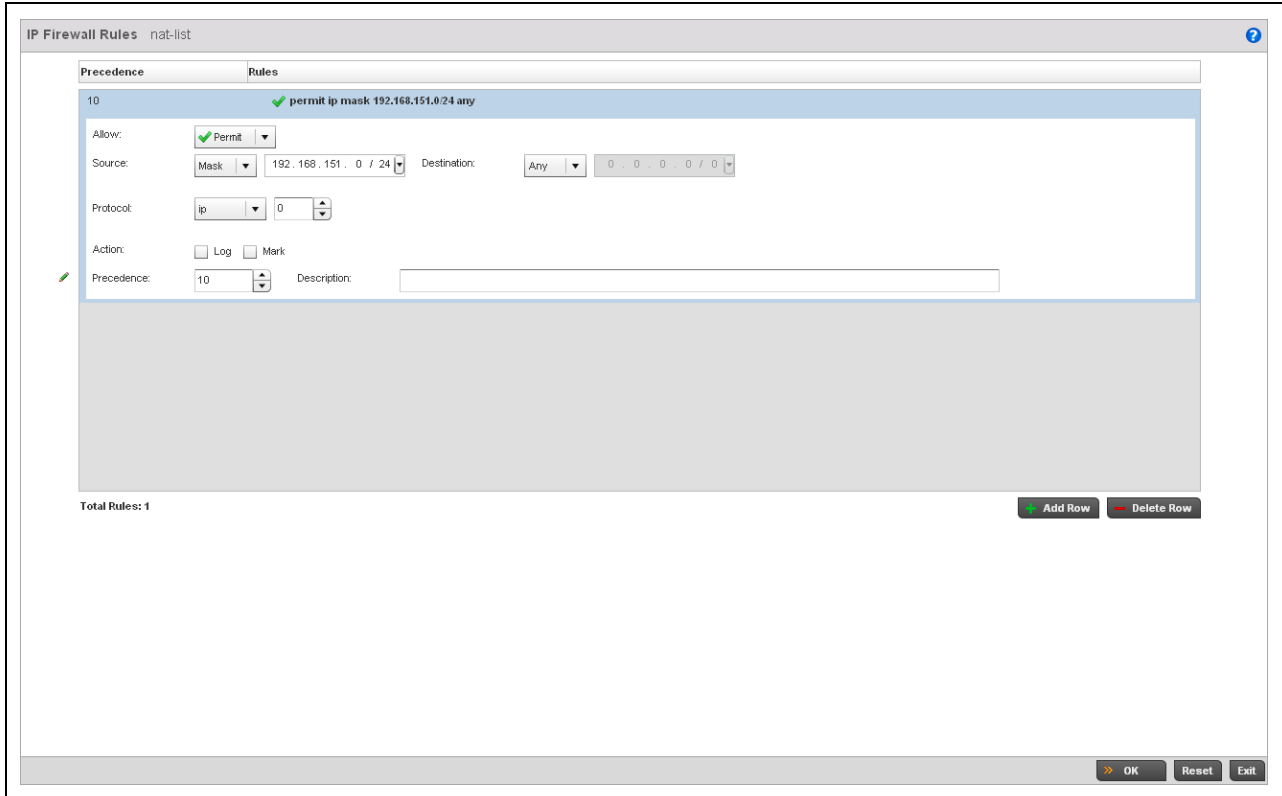 IP Firewall Rules nat-list
Precedence Rules
10 permit ip mask 192.168.151.0/24 any
Allow: Permit
Source: Mask 192 . 168 . 151 . 0 / 24 Destination: Any 0 . 0 . 0 . 0 / 0
Protocol: ip 0
Action: Log Mark
Precedence: 10 Description:
Total Rules: 1 Add Row Delete Row
OK Reset Exit